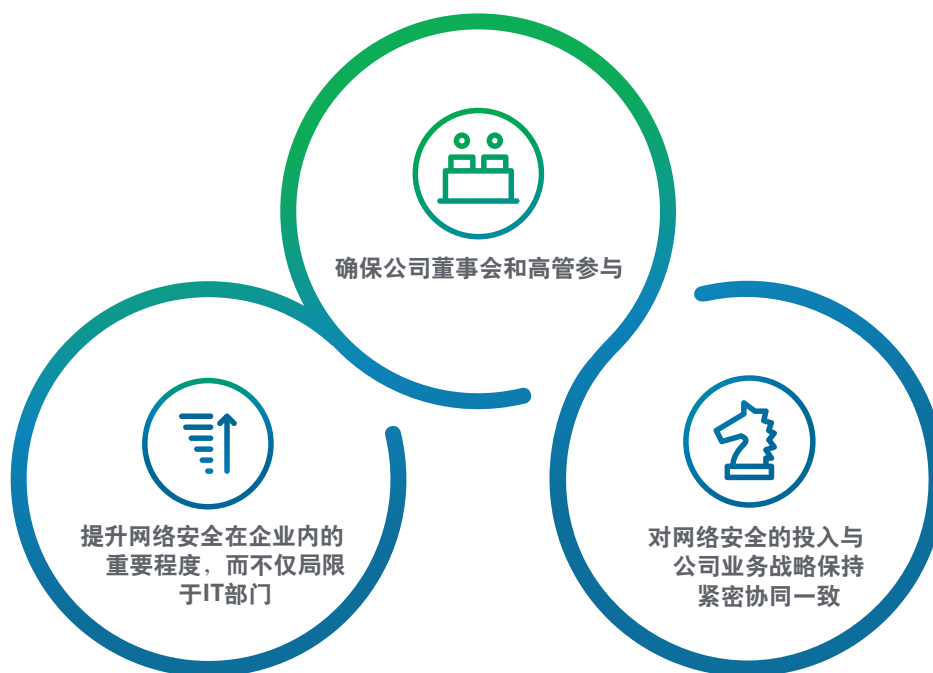 确保公司董事会和高管参与
提升网络安全在企业内的
重要程度，而不仅局限
于IT部门
对网络安全的投入与
公司业务战略保持
紧密协同一致